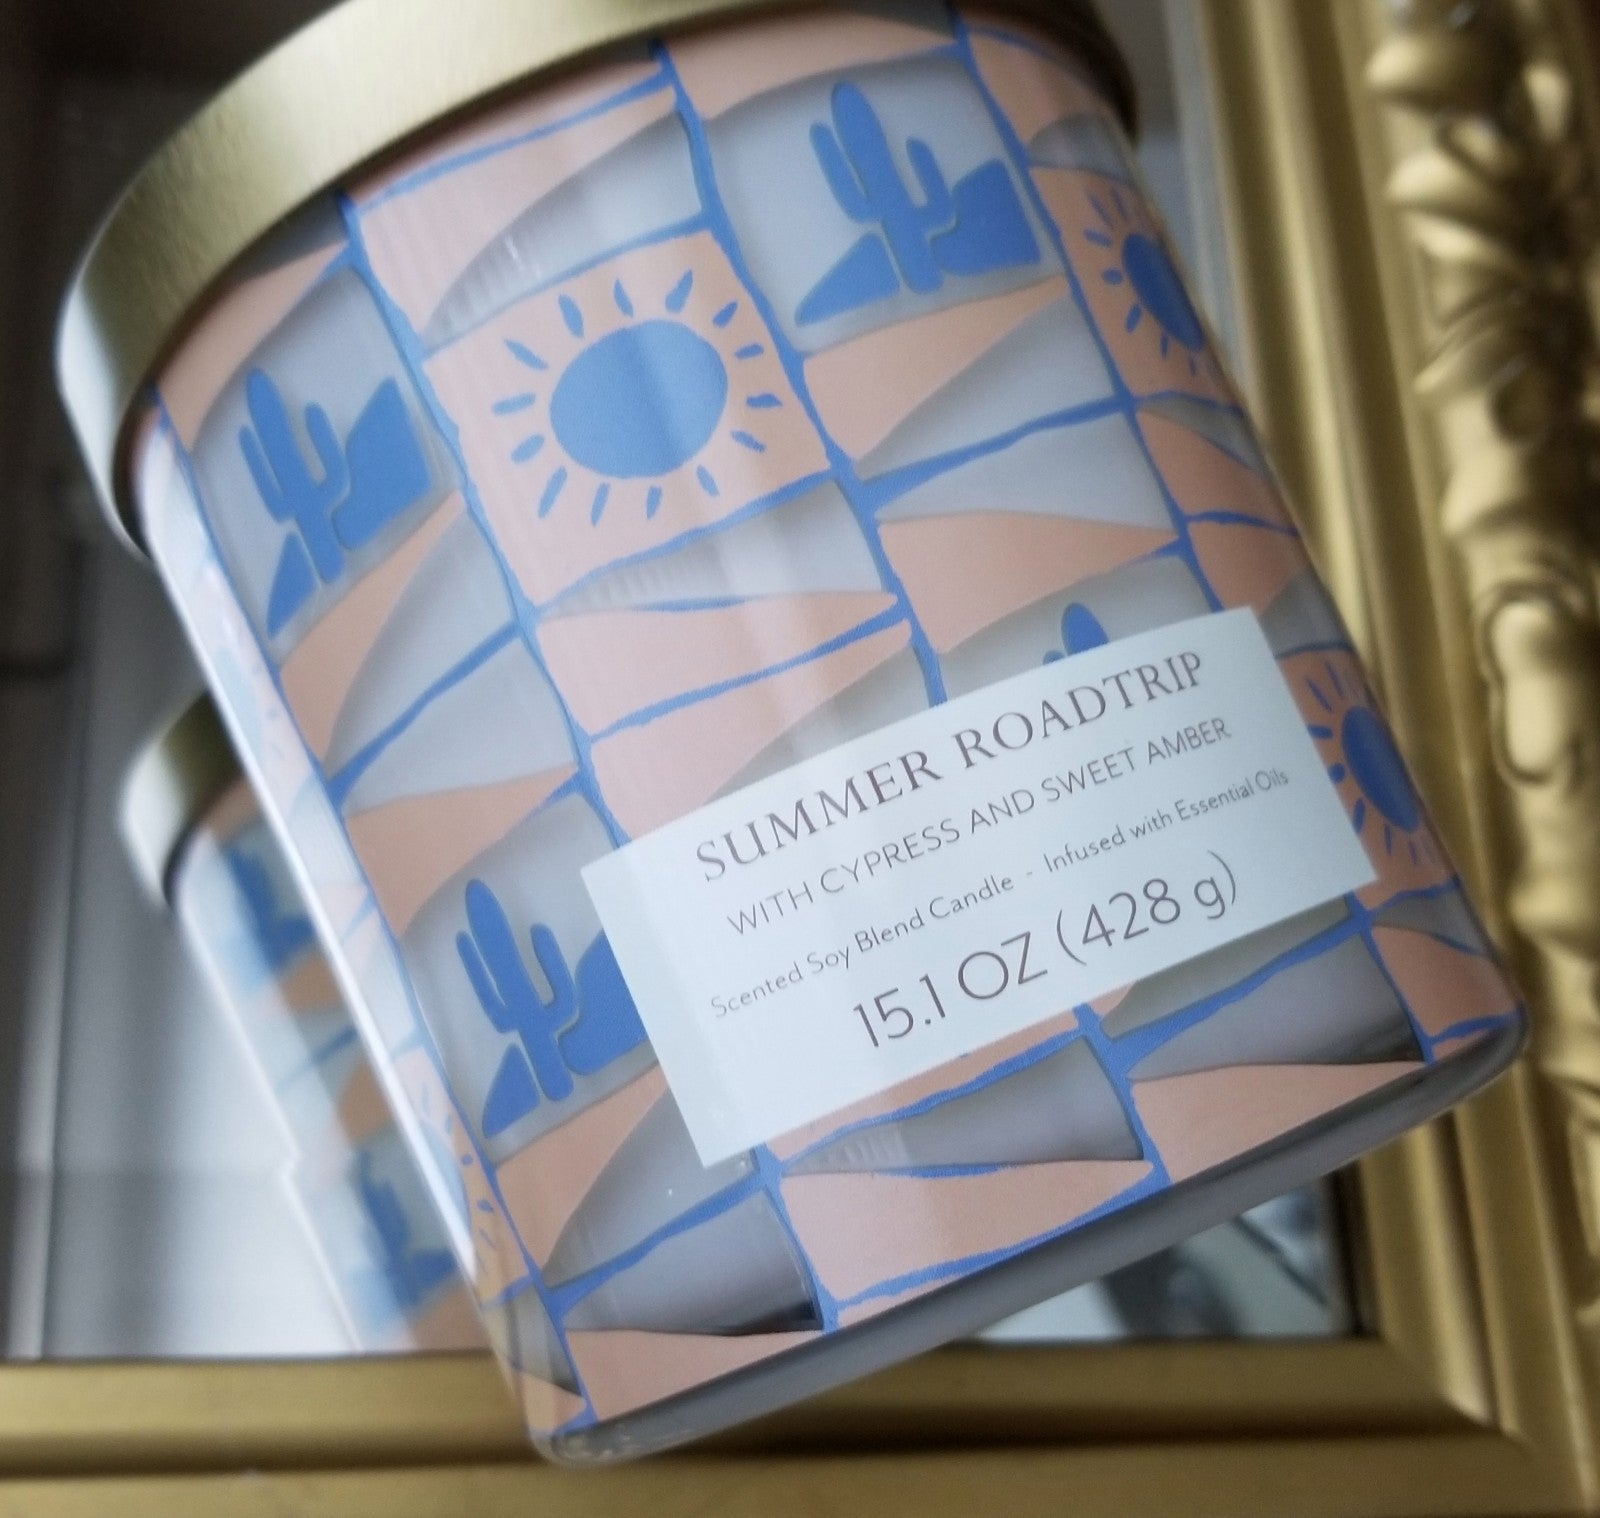 SUMMER ROADTRIP
WITH CYPRESS AND SWEET AMBER
Scented Soy Blend Candle - Infused with Essential Oils
15.1 OZ (428 g)